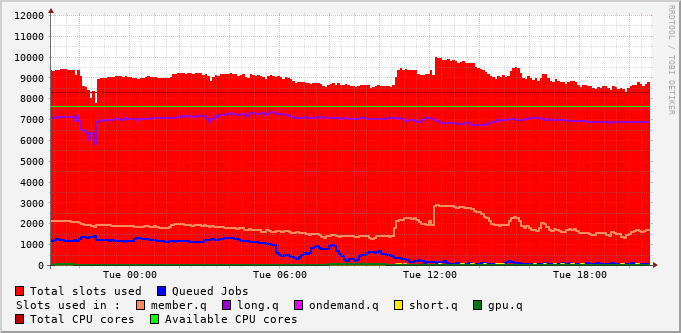 12000
11000
10000
9000
8000
7000
6000
5000
4000
3000
2000
1000
0
Tue 00:00 Tue 06:00 Tue 12:00 Tue 18:00
RRDTOOL / TOBI OETIKER
Total slots used Queued Jobs
Slots used in : member.q long.q ondemand.q short.q gpu.q
Total CPU cores Available CPU cores